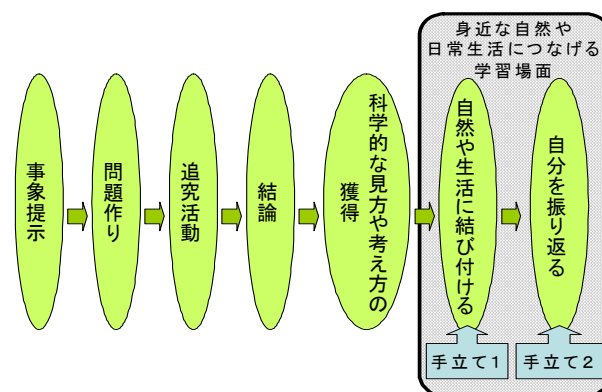 身近な自然や
日常生活につなげる
学習場面
事象提示
問題作り
追究活動
結論
科学的な見方や考え方の
獲得
自然や生活に結び付ける
自分を振り返る
手立て１
手立て２